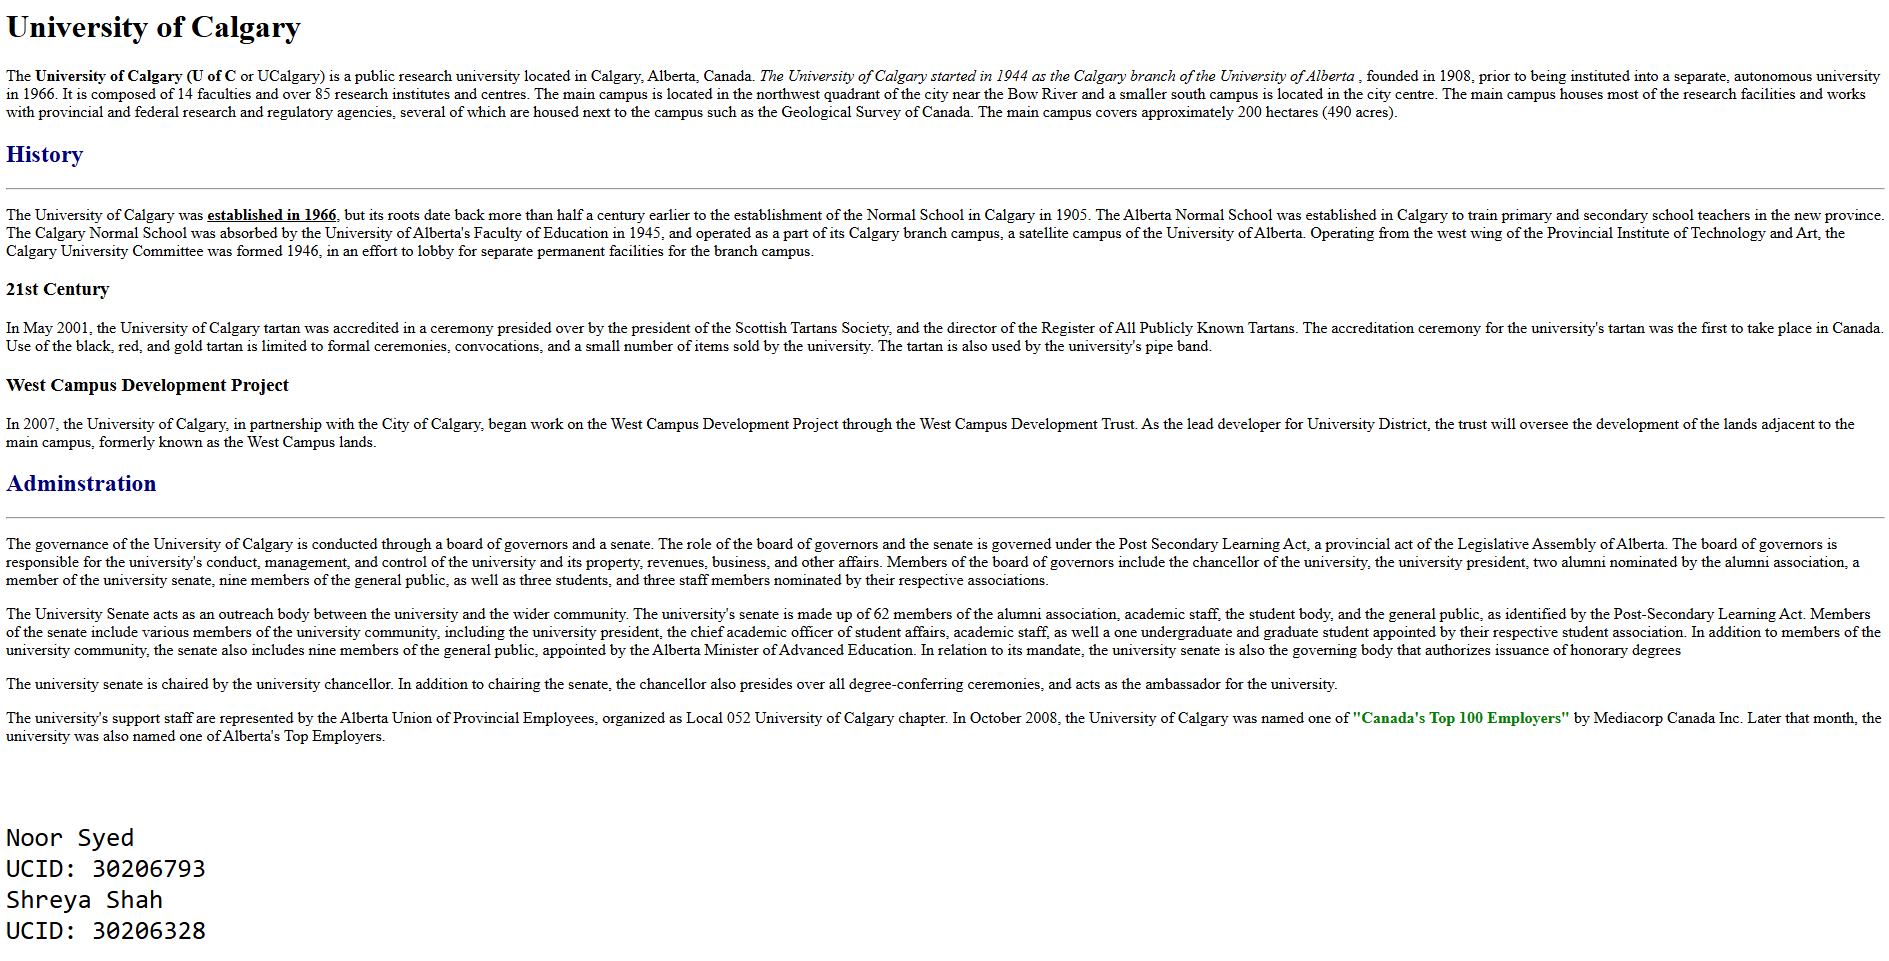 University of Calgary
The University of Calgary (U of C or UCalgary) is a public research university located in Calgary, Alberta, Canada. The University of Calgary started in 1944 as the Calgary branch of the University of Alberta , founded in 1908, prior to being instituted into a separate, autonomous university
in 1966. It is composed of 14 faculties and over 85 research institutes and centres. The main campus is located in the northwest quadrant of the city near the Bow River and a smaller south campus is located in the city centre. The main campus houses most of the research facilities and works
with provincial and federal research and regulatory agencies, several of which are housed next to the campus such as the Geological Survey of Canada. The main campus covers approximately 200 hectares (490 acres).
History
The University of Calgary was established in 1966, but its roots date back more than half a century earlier to the establishment of the Normal School in Calgary in 1905. The Alberta Normal School was established in Calgary to train primary and secondary school teachers in the new province.
The Calgary Normal School was absorbed by the University of Alberta's Faculty of Education in 1945, and operated as a part of its Calgary branch campus, a satellite campus of the University of Alberta. Operating from the west wing of the Provincial Institute of Technology and Art, the
Calgary University Committee was formed 1946, in an effort to lobby for separate permanent facilities for the branch campus.
21st Century
In May 2001, the University of Calgary tartan was accredited in a ceremony presided over by the president of the Scottish Tartans Society, and the director of the Register of All Publicly Known Tartans. The accreditation ceremony for the university's tartan was the first to take place in Canada.
Use of the black, red, and gold tartan is limited to formal ceremonies, convocations, and a small number of items sold by the university. The tartan is also used by the university's pipe band.
West Campus Development Project
In 2007, the University of Calgary, in partnership with the City of Calgary, began work on the West Campus Development Project through the West Campus Development Trust. As the lead developer for University District, the trust will oversee the development of the lands adjacent to the
main campus, formerly known as the West Campus lands.
Adminstration
The governance of the University of Calgary is conducted through a board of governors and a senate. The role of the board of governors and the senate is governed under the Post Secondary Learning Act, a provincial act of the Legislative Assembly of Alberta. The board of governors is
responsible for the university's conduct, management, and control of the university and its property, revenues, business, and other affairs. Members of the board of governors include the chancellor of the university, the university president, two alumni nominated by the alumni association, a
member of the university senate, nine members of the general public, as well as three students, and three staff members nominated by their respective associations.
The University Senate acts as an outreach body between the university and the wider community. The university's senate is made up of 62 members of the alumni association, academic staff, the student body, and the general public, as identified by the Post-Secondary Learning Act. Members
of the senate include various members of the university community, including the university president, the chief academic officer of student affairs, academic staff, as well a one undergraduate and graduate student appointed by their respective student association. In addition to members of the
university community, the senate also includes nine members of the general public, appointed by the Alberta Minister of Advanced Education. In relation to its mandate, the university senate is also the governing body that authorizes issuance of honorary degrees
The university senate is chaired by the university chancellor. In addition to chairing the senate, the chancellor also presides over all degree-conferring ceremonies, and acts as the ambassador for the university.
The university's support staff are represented by the Alberta Union of Provincial Employees, organized as Local 052 University of Calgary chapter. In October 2008, the University of Calgary was named one of "Canada's Top 100 Employers" by Mediacorp Canada Inc. Later that month, the
university was also named one of Alberta's Top Employers.
Noor Syed
UCID: 30206793
Shreya Shah
UCID: 30206328